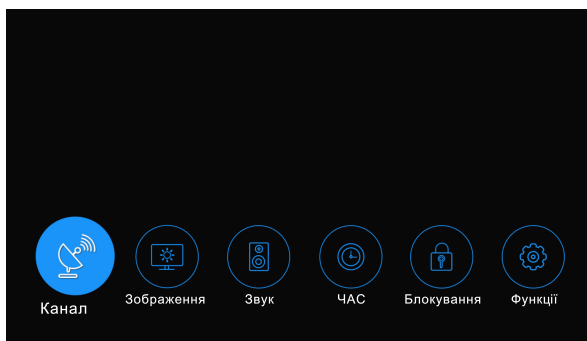 Канал
Зображення
Звук
ЧАС
Блокування
Функції